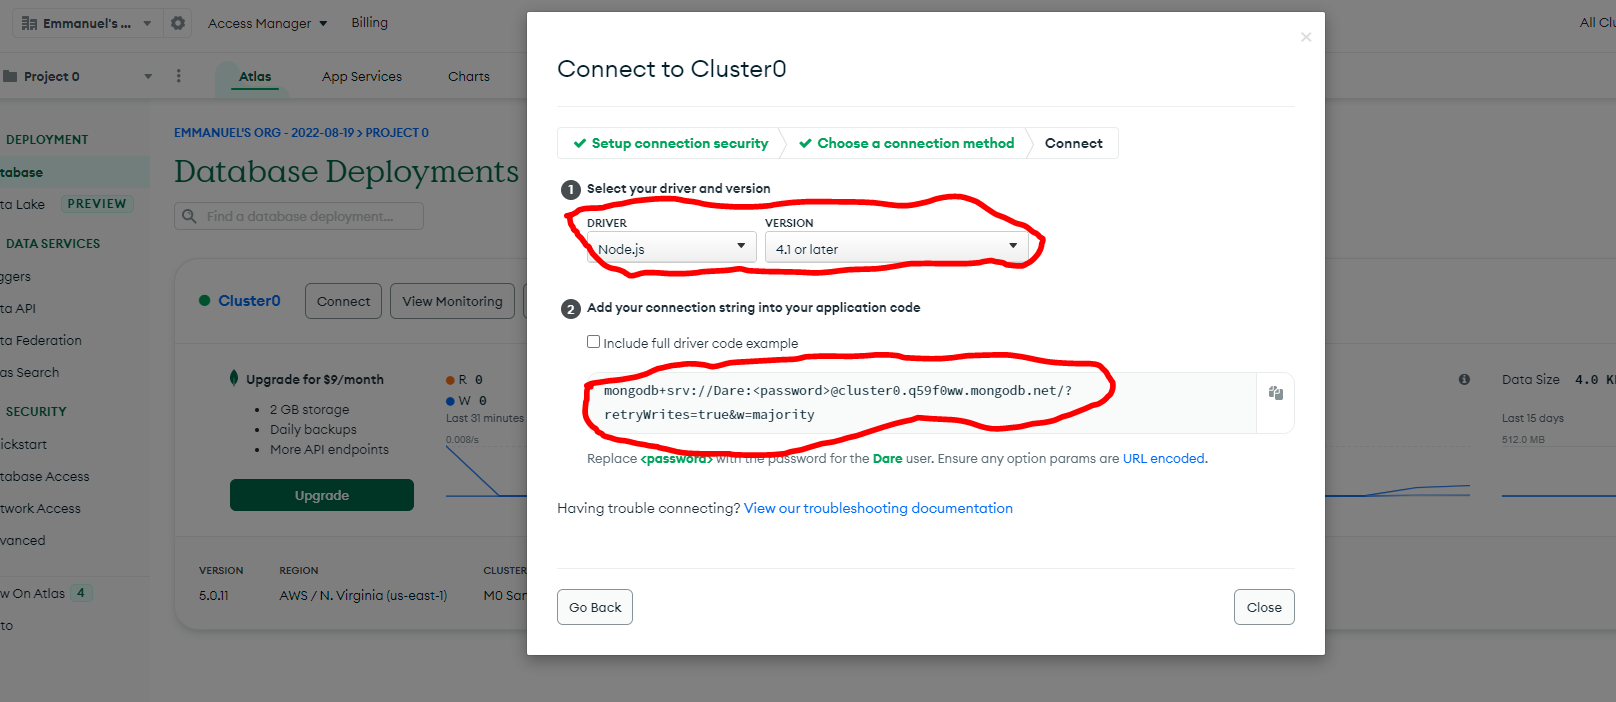 Emmanuel's ...
Access Manager
Billing
All Clu
Project 0
Atlas
App Services
Charts
DEPLOYMENT
tabase
ta Lake PREVIEW
DATA SERVICES
ggers
ta API
ta Federation
as Search
SECURITY
ickstart
tabase Access
twork Access
vanced
w On Atlas 4
to
EMMANUEL'S ORG - 2022-08-19 > PROJECT 0
Database Deployments
Find a database deployment...
Cluster0
Connect
View Monitoring
Upgrade for $9/month
• 2 GB storage
• Daily backups
• More API endpoints
Upgrade
R 0
W 0
Last 31 minutes
0.008/s
VERSION
5.0.11
REGION
AWS / N. Virginia (us-east-1)
CLUSTER
M0 San
×
Connect to Cluster0
Setup connection security
Choose a connection method
Connect
1 Select your driver and version
DRIVER
Node.js
VERSION
4.1 or later
2 Add your connection string into your application code
Include full driver code example
mongodb+srv://Dare:<password>@cluster0.q59f0ww.mongodb.net/?
retryWrites=true&w=majority
Replace <password> with the password for the Dare user. Ensure any option params are URL encoded.
Having trouble connecting? View our troubleshooting documentation
Go Back
Close
Data Size 4.0 K
Last 15 days
512.0 MB